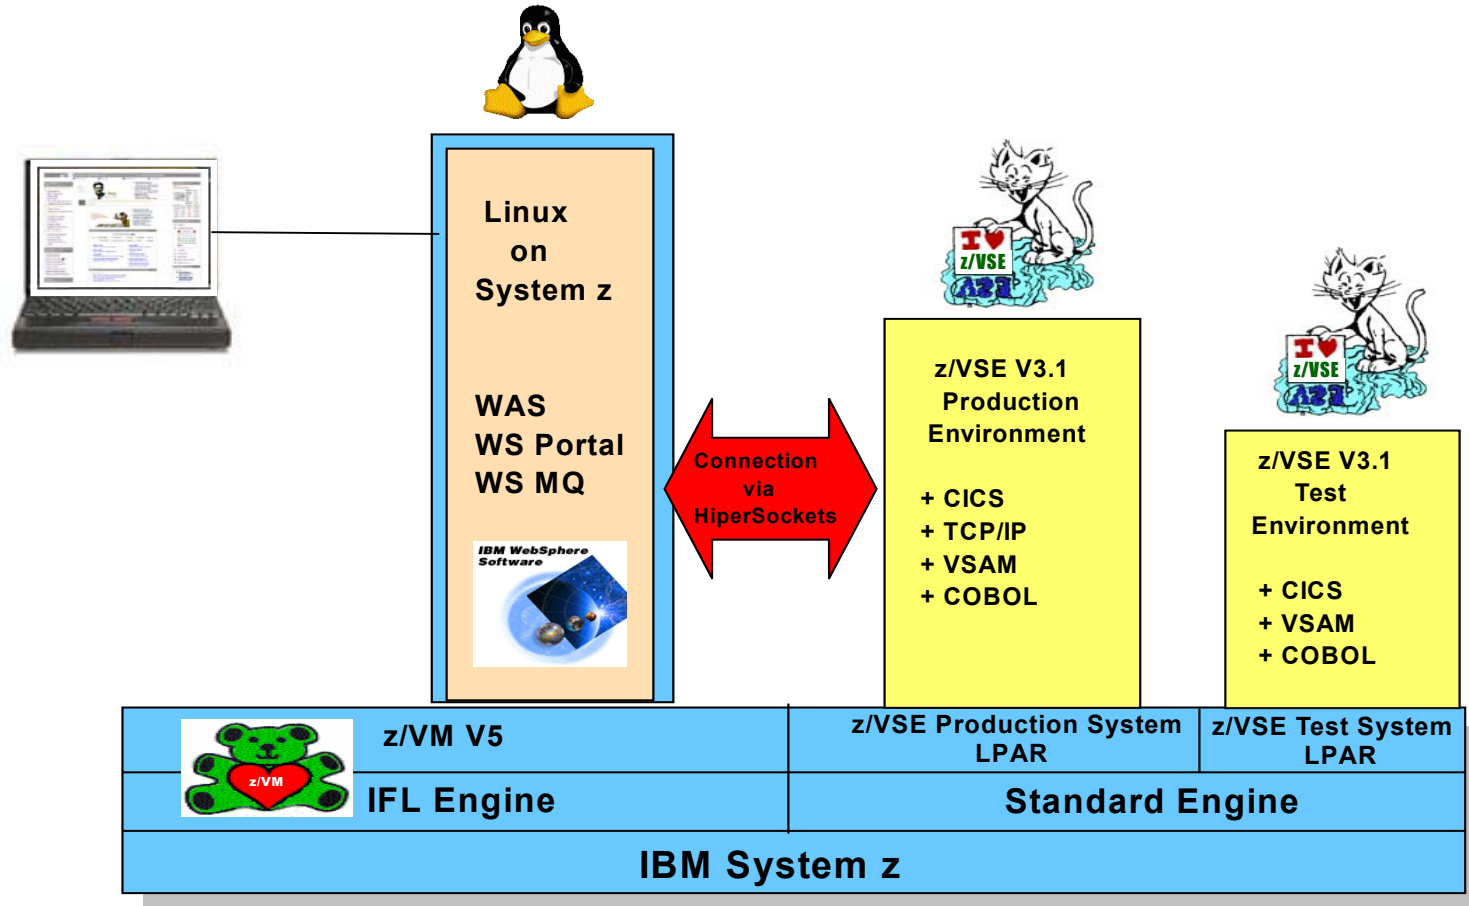 Linux
on
System z
WAS
WS Portal
WS MQ
IBM WebSphere
Software
Connection
via
HiperSockets
I
z/VSE
VSE
z/VSE V3.1
Production
Environment
+ CICS
+ TCP/IP
+ VSAM
+ COBOL
I
z/VSE
VSE
z/VSE V3.1
Test
Environment
+ CICS
+ VSAM
+ COBOL
z/VM
z/VM V5
z/VSE Production System
LPAR
z/VSE Test System
LPAR
IFL Engine
Standard Engine
IBM System z